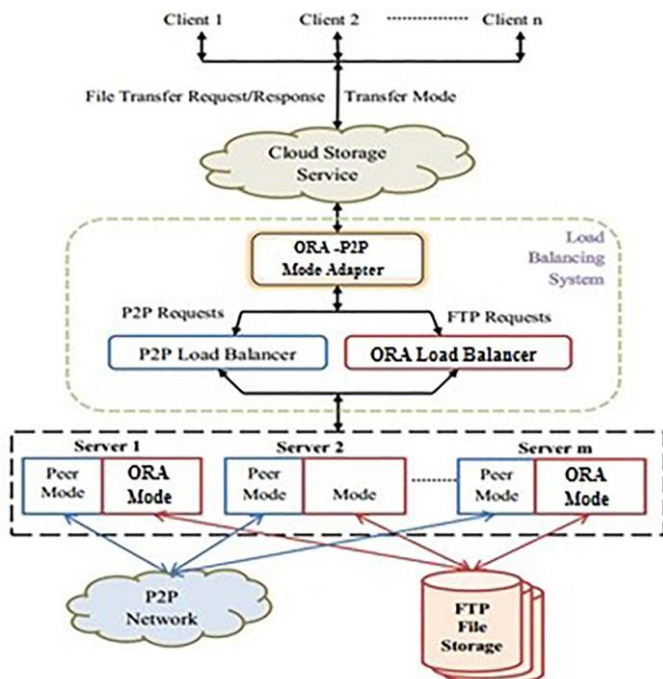 Client 1 Client 2 Client n
File Transfer Request/Response Transfer Mode
Cloud Storage
Service
Load
Balancing
System
ORA -P2P
Mode Adapter
P2P Requests FTP Requests
P2P Load Balancer ORA Load Balancer
Server 1 Server 2 Server m
Peer
Mode
ORA
Mode
Peer
Mode
Mode
Peer
Mode
ORA
Mode
P2P
Network
FTP
File
Storage